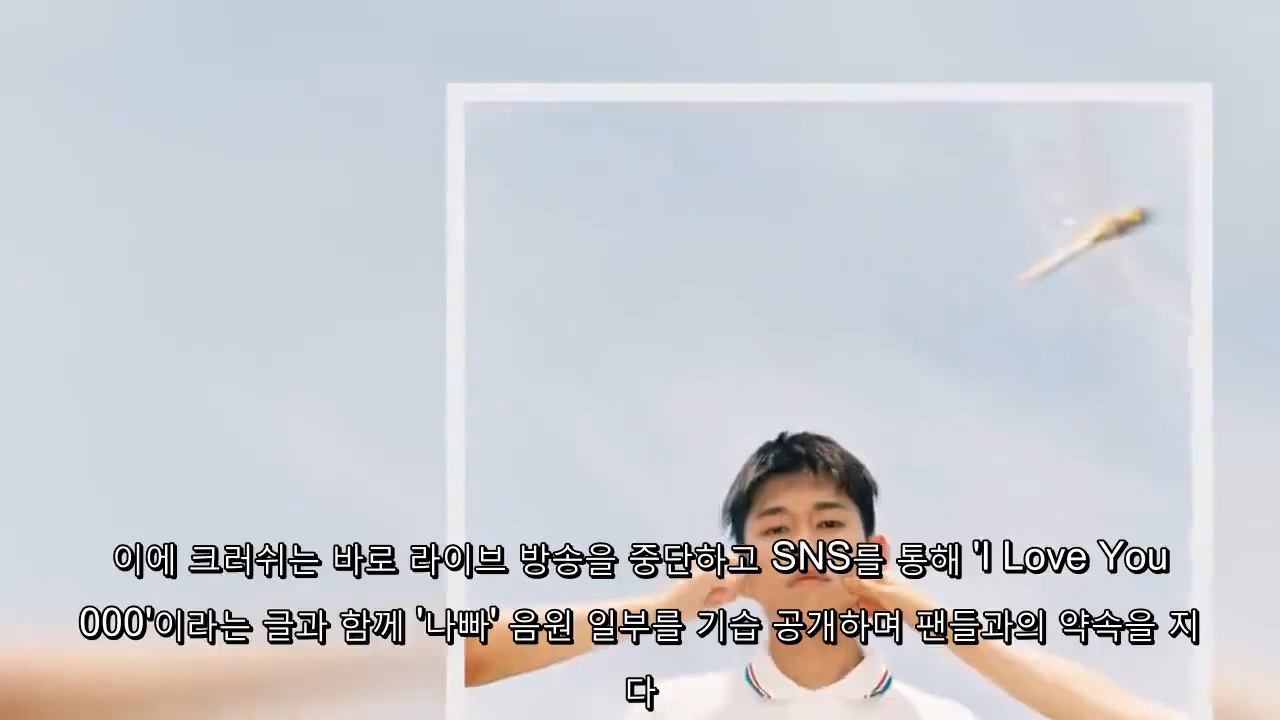 이에 크러쉬는 바로 라이브 방송을 중단하고 SNS를 통해 'I Love You
000'이라는 글과 함께 '나빠' 음원 일부를 기습 공개하며 팬들과의 약속을 지
다